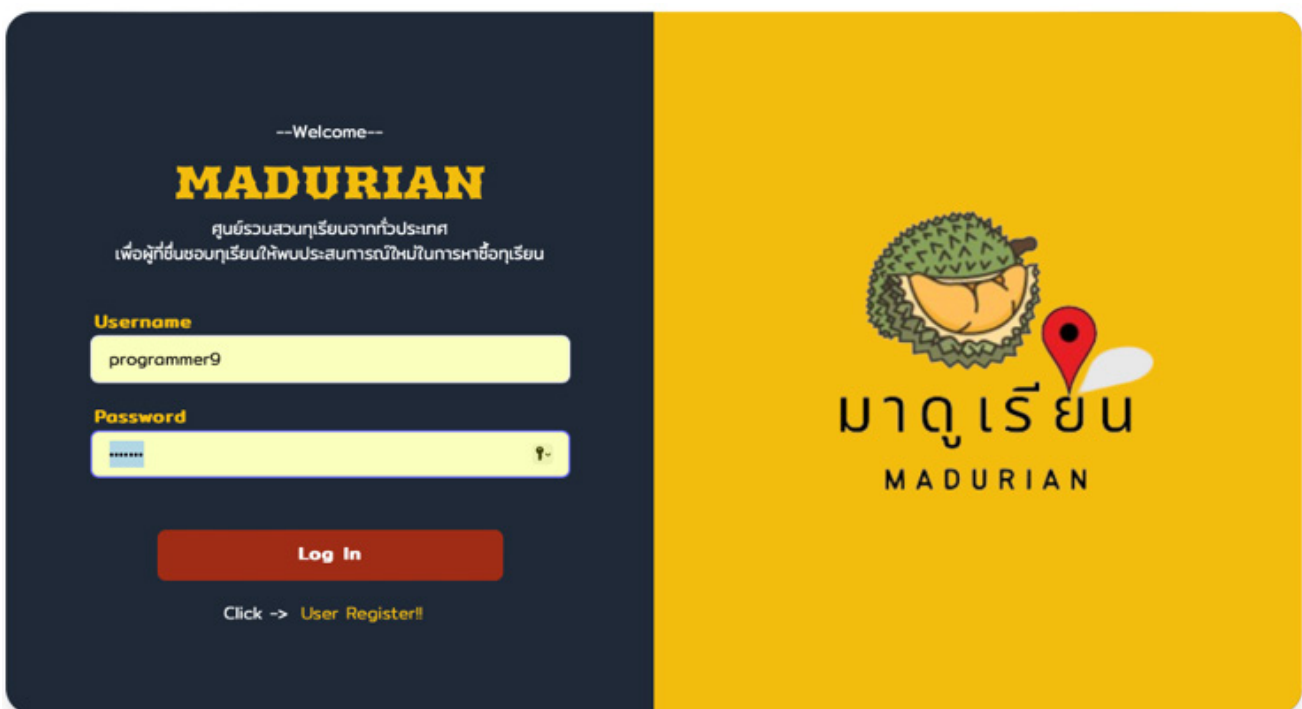 --Welcome--
MADURIAN
ศูนย์รวมสวนทุเรียนจากทั่วประเทศ
เพื่อผู้ที่ชื่นชอบทุเรียนให้พบประสบการณ์ใหม่ในการหาซื้อทุเรียน
Username
programmer9
Password
•••••••
Log In
Click -> User Register!!
มาดูเรียน
MADURIAN